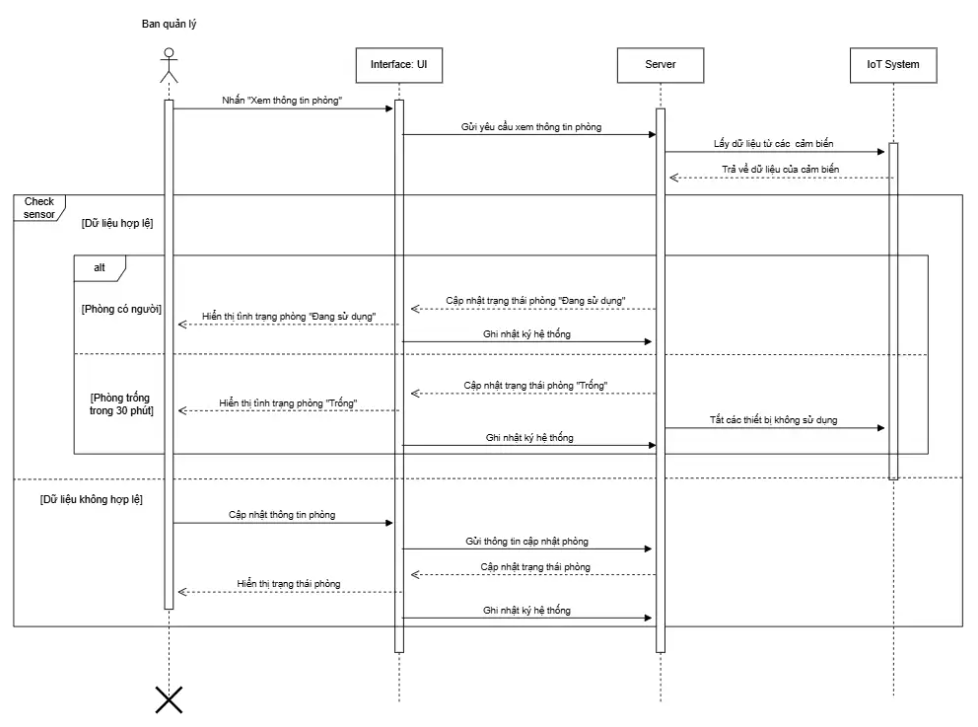 Ban quản lý
Interface: UI
Server
IoT System
Nhấn "Xem thông tin phòng"
Gửi yêu cầu xem thông tin phòng
Lấy dữ liệu từ các cảm biến
Trả về dữ liệu của cảm biến
Check
sensor
[Dữ liệu hợp lệ]
alt
[Phòng có người]
Cập nhật trạng thái phòng "Đang sử dụng"
Hiển thị tình trạng phòng "Đang sử dụng"
Ghi nhật ký hệ thống
[Phòng trống
trong 30 phút]
Cập nhật trạng thái phòng "Trống"
Hiển thị tình trạng phòng "Trống"
Tắt các thiết bị không sử dụng
Ghi nhật ký hệ thống
[Dữ liệu không hợp lệ]
Cập nhật thông tin phòng
Gửi thông tin cập nhật phòng
Cập nhật trạng thái phòng
Hiển thị trạng thái phòng
Ghi nhật ký hệ thống